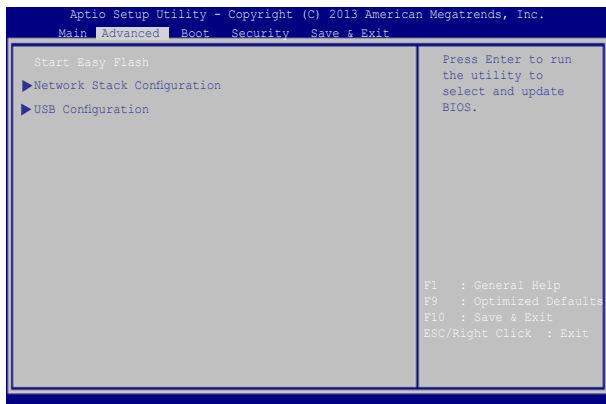 Aptio Setup Utility - Copyright (C) 2013 American Megatrends, Inc.
Main Advanced Boot Security Save & Exit
Start Easy Flash
Network Stack Configuration
USB Configuration
Press Enter to run
the utility to
select and update
BIOS.
F1 : General Help
F9 : Optimized Defaults
F10 : Save & Exit
ESC/Right Click : Exit